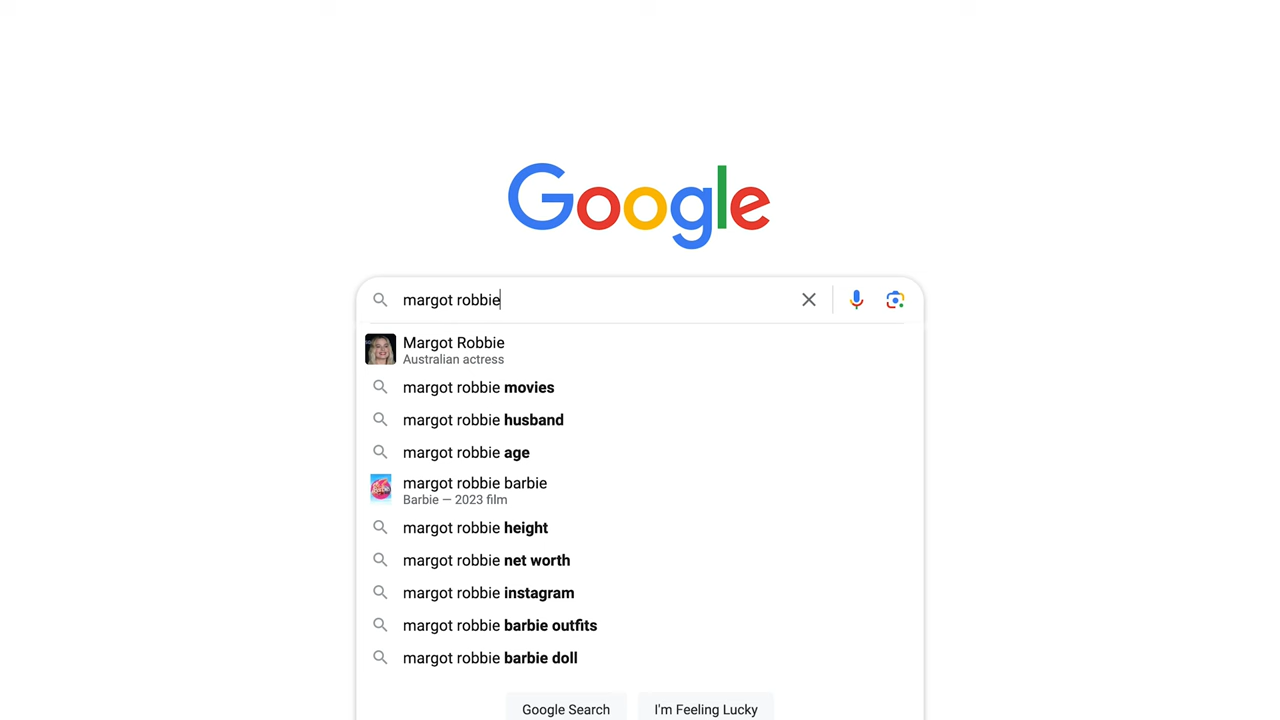 Google
margot robbie
Margot Robbie
Australian actress
margot robbie movies
margot robbie husband
margot robbie age
margot robbie barbie
Barbie — 2023 film
margot robbie height
margot robbie net worth
margot robbie instagram
margot robbie barbie outfits
margot robbie barbie doll
Google Search
I'm Feeling Lucky